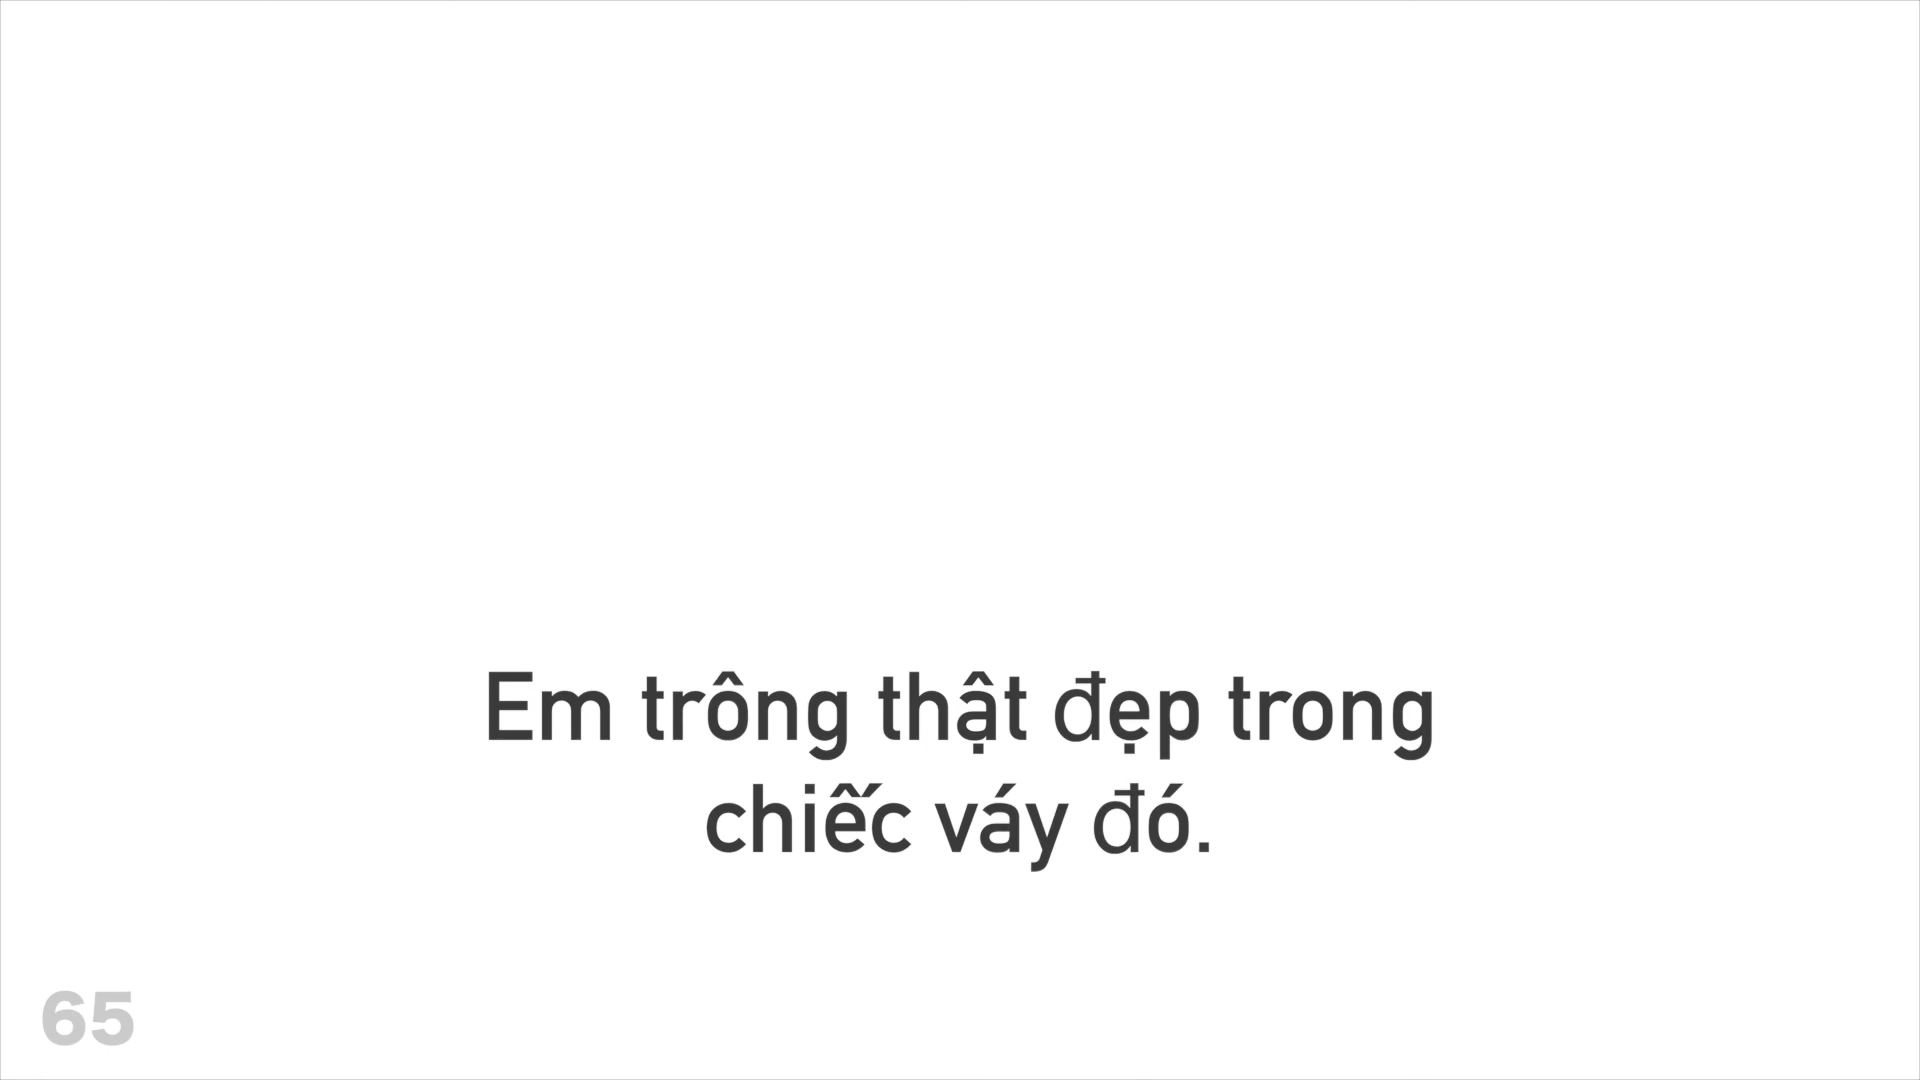 Em trông thật đẹp trong
chiếc váy đó.
65